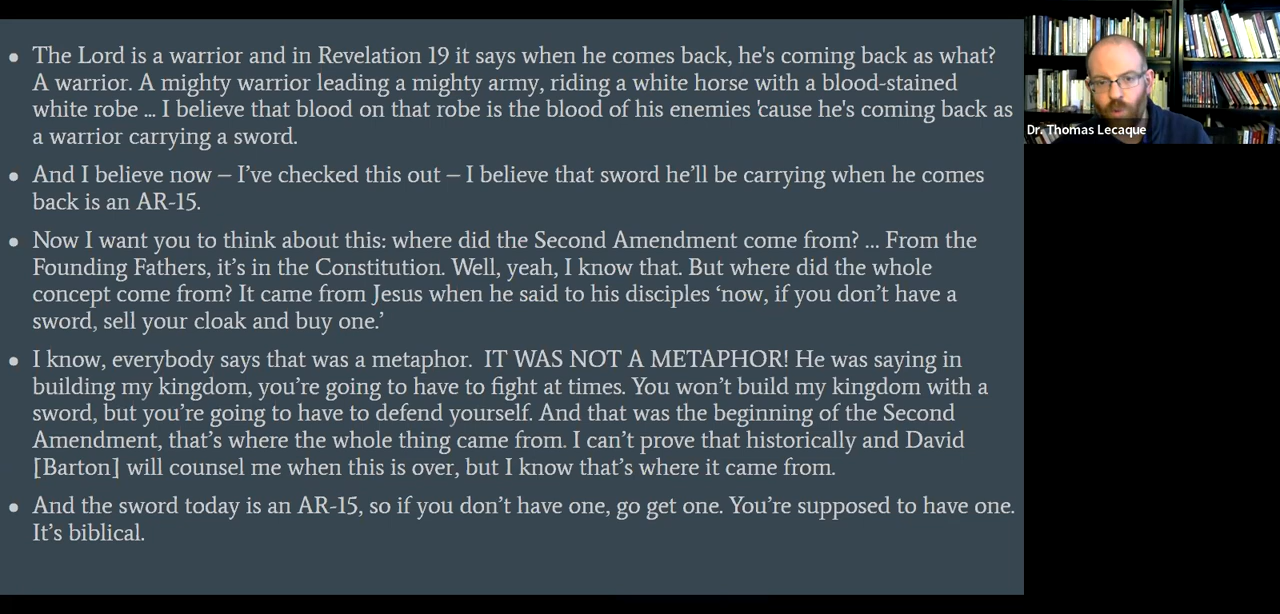 • The Lord is a warrior and in Revelation 19 it says when he comes back, he's coming back as what?
A warrior. A mighty warrior leading a mighty army, riding a white horse with a blood-stained
white robe ... I believe that blood on that robe is the blood of his enemies 'cause he's coming back as
a warrior carrying a sword.
• And I believe now – I’ve checked this out – I believe that sword he’ll be carrying when he comes
back is an AR-15.
• Now I want you to think about this: where did the Second Amendment come from? ... From the
Founding Fathers, it’s in the Constitution. Well, yeah, I know that. But where did the whole
concept come from? It came from Jesus when he said to his disciples ‘now, if you don’t have a
sword, sell your cloak and buy one.’
• I know, everybody says that was a metaphor. IT WAS NOT A METAPHOR! He was saying in
building my kingdom, you’re going to have to fight at times. You won’t build my kingdom with a
sword, but you’re going to have to defend yourself. And that was the beginning of the Second
Amendment, that’s where the whole thing came from. I can’t prove that historically and David
[Barton] will counsel me when this is over, but I know that’s where it came from.
• And the sword today is an AR-15, so if you don’t have one, go get one. You’re supposed to have one.
It’s biblical.
Dr. Thomas Lecaque